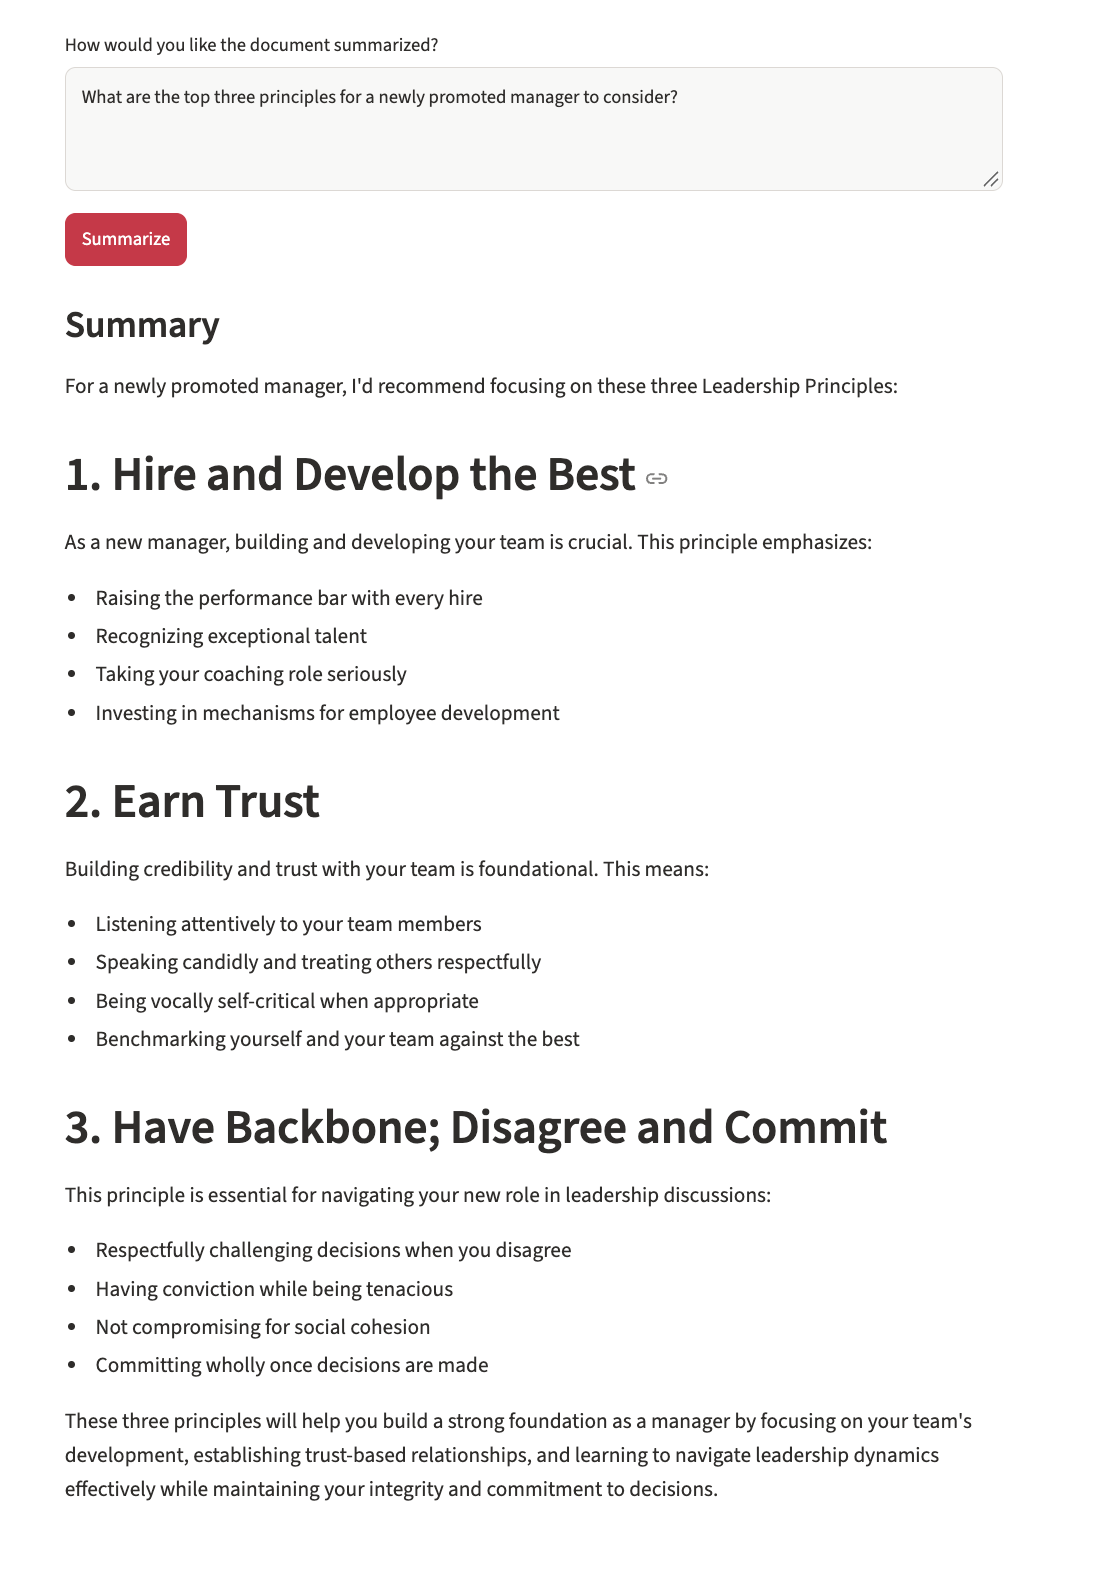 How would you like the document summarized?
What are the top three principles for a newly promoted manager to consider?
Summarize
Summary
For a newly promoted manager, I'd recommend focusing on these three Leadership Principles:
1. Hire and Develop the Best
As a new manager, building and developing your team is crucial. This principle emphasizes:
• Raising the performance bar with every hire
• Recognizing exceptional talent
• Taking your coaching role seriously
• Investing in mechanisms for employee development
2. Earn Trust
Building credibility and trust with your team is foundational. This means:
• Listening attentively to your team members
• Speaking candidly and treating others respectfully
• Being vocally self-critical when appropriate
• Benchmarking yourself and your team against the best
3. Have Backbone; Disagree and Commit
This principle is essential for navigating your new role in leadership discussions:
• Respectfully challenging decisions when you disagree
• Having conviction while being tenacious
• Not compromising for social cohesion
• Committing wholly once decisions are made
These three principles will help you build a strong foundation as a manager by focusing on your team's
development, establishing trust-based relationships, and learning to navigate leadership dynamics
effectively while maintaining your integrity and commitment to decisions.